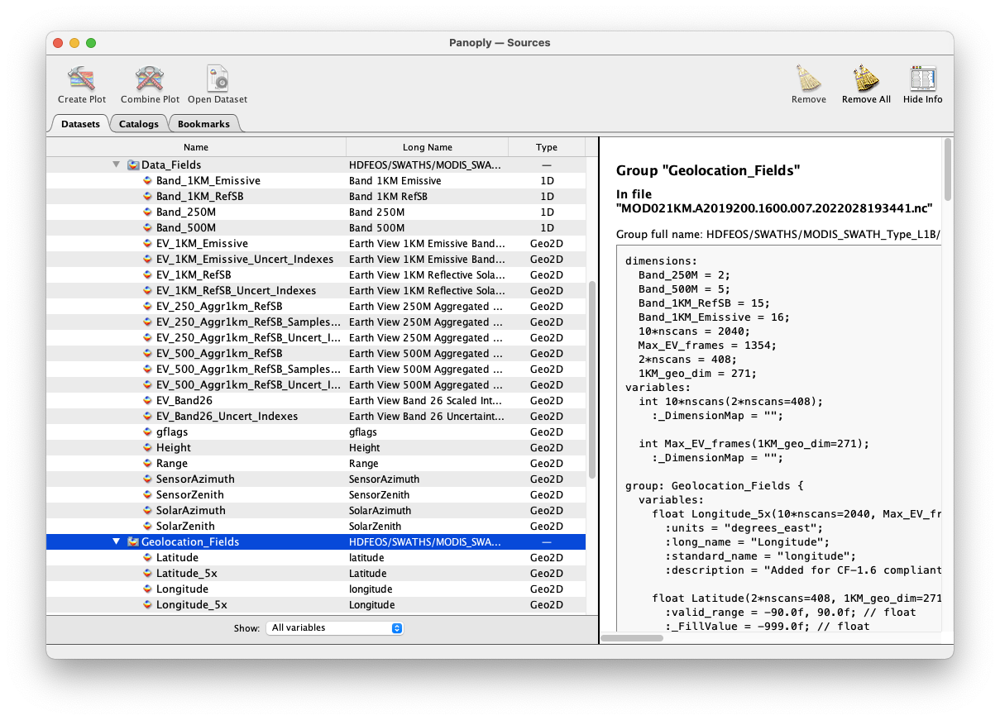 Panoply — Sources
Create Plot Combine Plot Open Dataset Remove Remove All Hide Info
Datasets Catalogs Bookmarks
Name Long Name Type
Data_Fields HDFEOS/SWATHS/MODIS_SWA... —
Band_1KM_Emissive Band 1KM Emissive 1D
Band_1KM_RefSB Band 1KM RefSB 1D
Band_250M Band 250M 1D
Band_500M Band 500M 1D
EV_1KM_Emissive Earth View 1KM Emissive Band... Geo2D
EV_1KM_Emissive_Uncert_Indexes Earth View 1KM Emissive Band... Geo2D
EV_1KM_RefSB Earth View 1KM Reflective Sola... Geo2D
EV_1KM_RefSB_Uncert_Indexes Earth View 1KM Reflective Sola... Geo2D
EV_250_Aggr1km_RefSB Earth View 250M Aggregated ... Geo2D
EV_250_Aggr1km_RefSB_Samples... Earth View 250M Aggregated ... Geo2D
EV_250_Aggr1km_RefSB_Uncert_I... Earth View 250M Aggregated ... Geo2D
EV_500_Aggr1km_RefSB Earth View 500M Aggregated ... Geo2D
EV_500_Aggr1km_RefSB_Samples... Earth View 500M Aggregated ... Geo2D
EV_500_Aggr1km_RefSB_Uncert_I... Earth View 500M Aggregated ... Geo2D
EV_Band26 Earth View Band 26 Scaled Int... Geo2D
EV_Band26_Uncert_Indexes Earth View Band 26 Uncertaint... Geo2D
gflags gflags Geo2D
Height Height Geo2D
Range Range Geo2D
SensorAzimuth SensorAzimuth Geo2D
SensorZenith SensorZenith Geo2D
SolarAzimuth SolarAzimuth Geo2D
SolarZenith SolarZenith Geo2D
Geolocation_Fields HDFEOS/SWATHS/MODIS_SWA... —
Latitude latitude Geo2D
Latitude_5x Latitude Geo2D
Longitude longitude Geo2D
Longitude_5x Longitude Geo2D
Show: All variables
Group "Geolocation_Fields"
In file
"MOD021KM.A2019200.1600.007.2022028193441.nc"
Group full name: HDFEOS/SWATHS/MODIS_SWATH_Type_L1B/
dimensions:
Band_250M = 2;
Band_500M = 5;
Band_1KM_RefSB = 15;
Band_1KM_Emissive = 16;
10*nscans = 2040;
Max_EV_frames = 1354;
2*nscans = 408;
1KM_geo_dim = 271;
variables:
int 10*nscans(2*nscans=408);
:_DimensionMap = "";
int Max_EV_frames(1KM_geo_dim=271);
:_DimensionMap = "";
group: Geolocation_Fields {
variables:
float Longitude_5x(10*nscans=2040, Max_EV_fr
:units = "degrees_east";
:long_name = "Longitude";
:standard_name = "longitude";
:description = "Added for CF-1.6 compliant
float Latitude(2*nscans=408, 1KM_geo_dim=271
:valid_range = -90.0f, 90.0f; // float
:_FillValue = -999.0f; // float